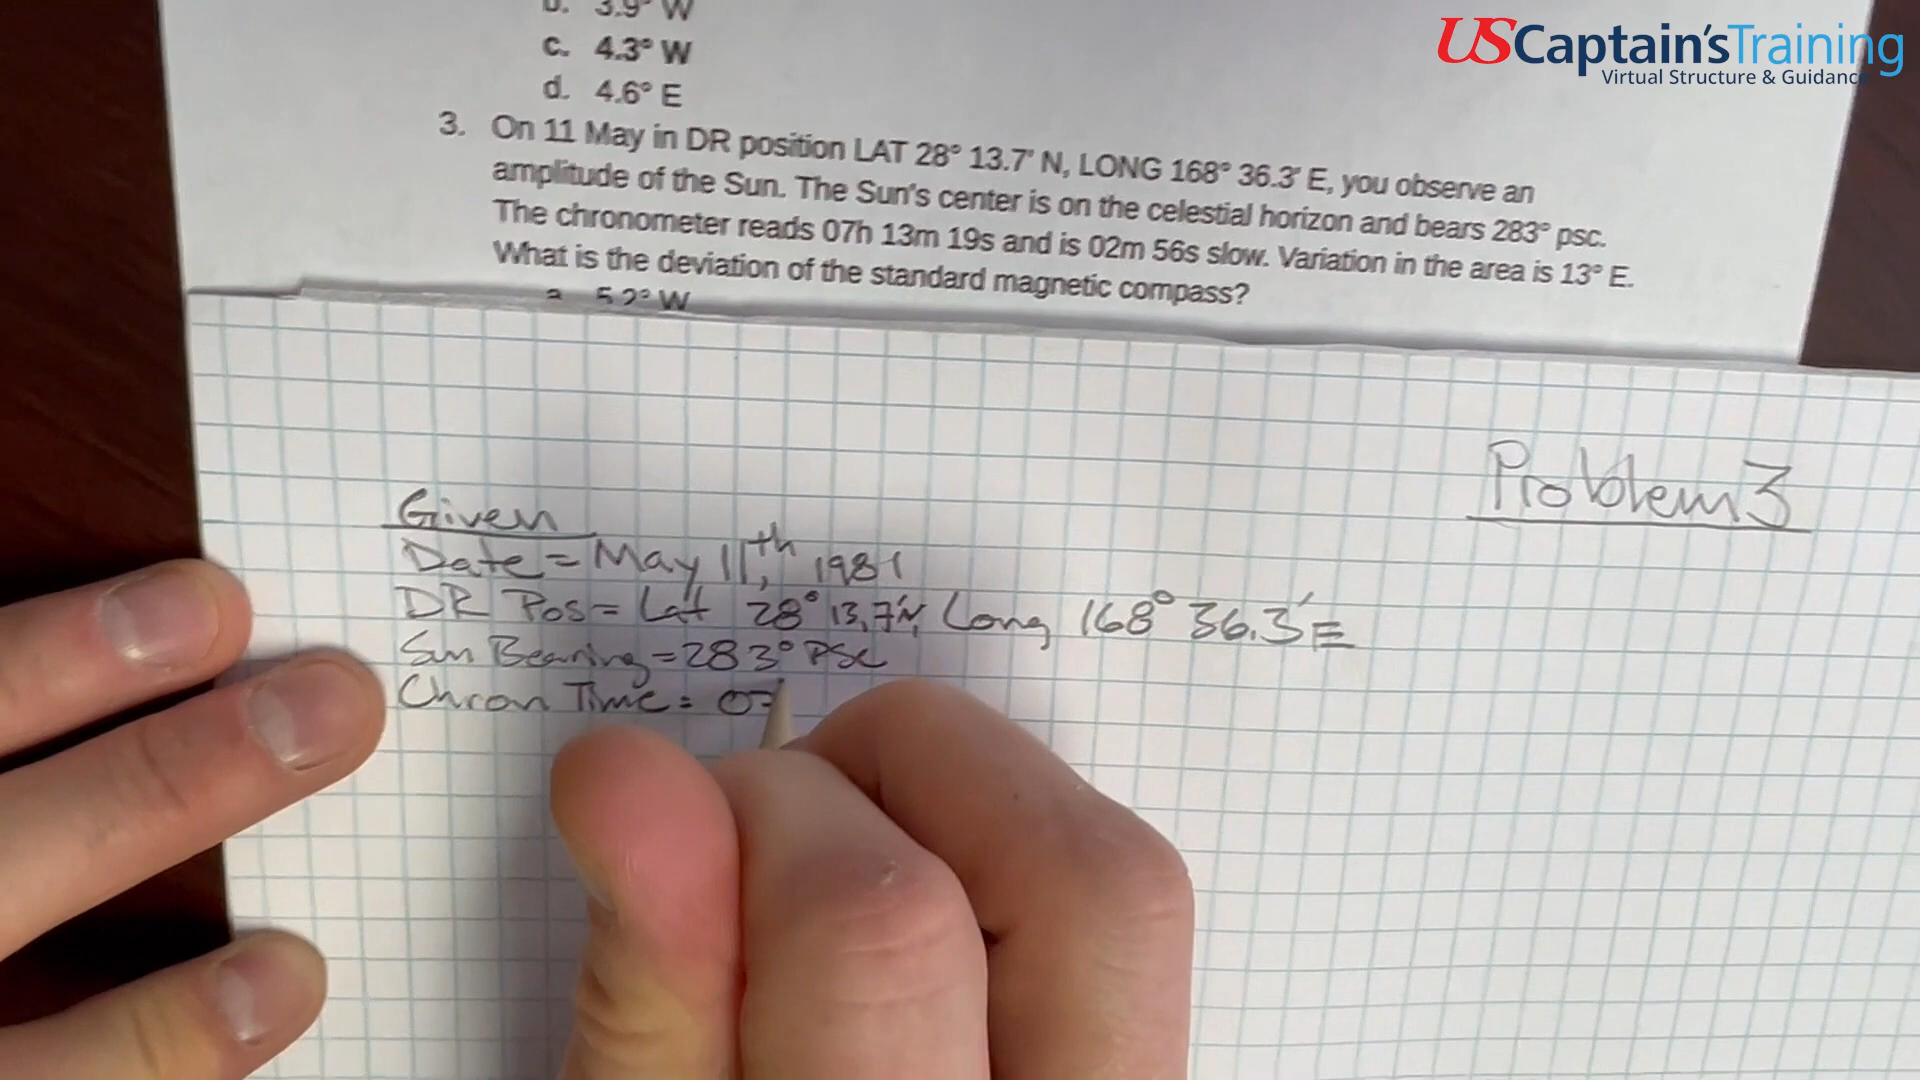 USCaptain'sTraining
Virtual Structure & Guidance
b. 3.9° W
c. 4.3° W
d. 4.6° E
3. On 11 May in DR position LAT 28° 13.7' N, LONG 168° 36.3' E, you observe an
amplitude of the Sun. The Sun's center is on the celestial horizon and bears 283° psc.
The chronometer reads 07h 13m 19s and is 02m 56s slow. Variation in the area is 13° E.
What is the deviation of the standard magnetic compass?
a. 5.2° W
Problem 3
Given
Date = May 11th, 1981
DR Pos = Lat 28° 13.7'N, Long 168° 36.3'E
Sun Bearing = 283° PSC
Chron Time = 07